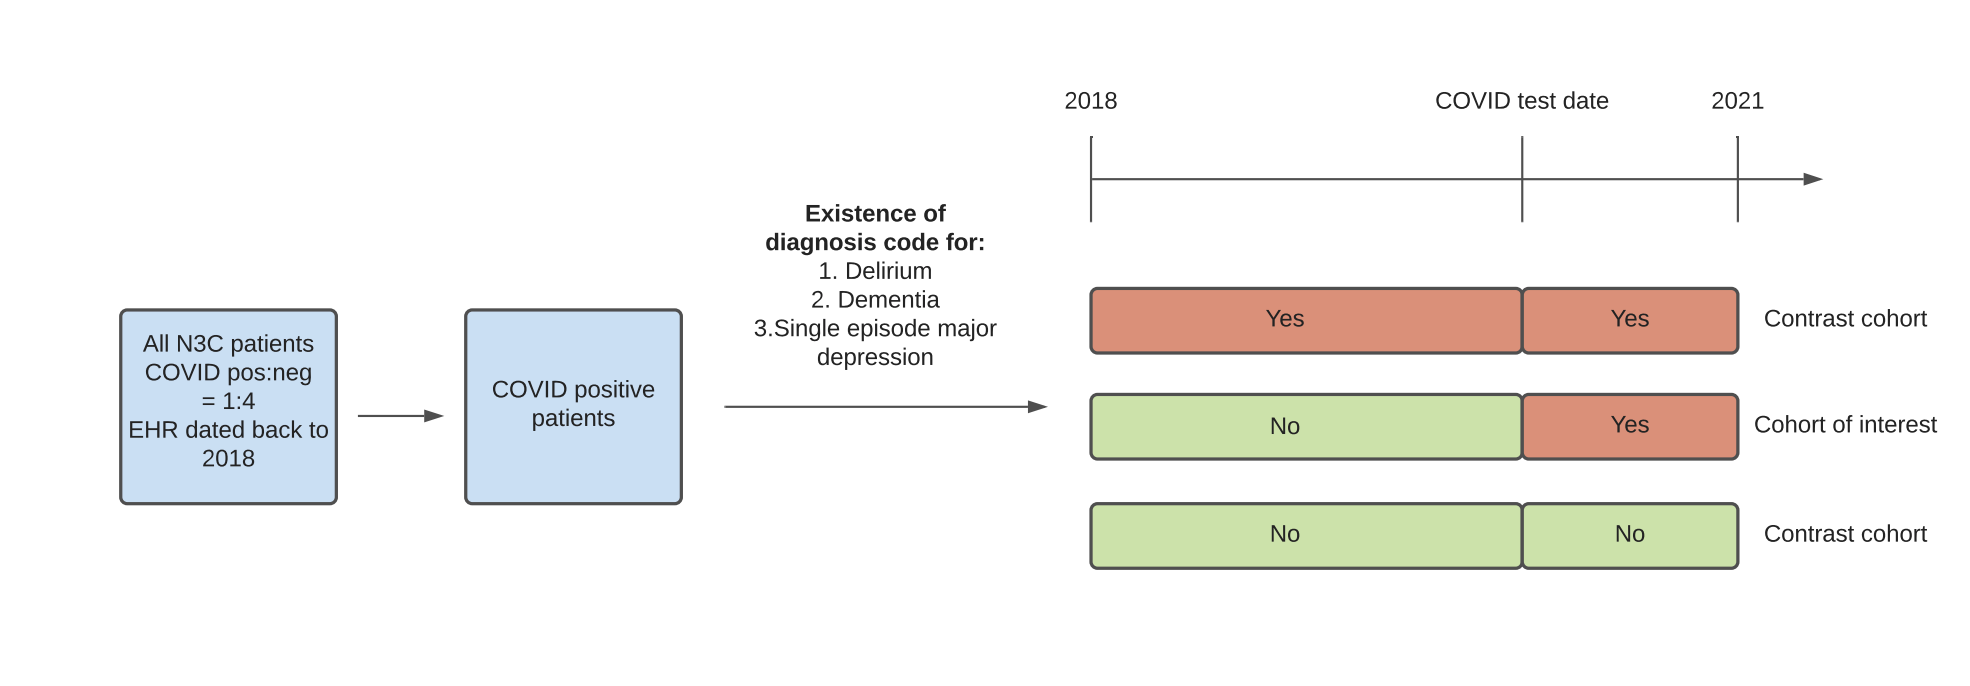 All N3C patients
COVID pos:neg
= 1:4
EHR dated back to
2018
COVID positive
patients
Existence of
diagnosis code for:
1. Delirium
2. Dementia
3.Single episode major
depression
2018
COVID test date
2021
Yes
Yes
Contrast cohort
No
Yes
Cohort of interest
No
No
Contrast cohort